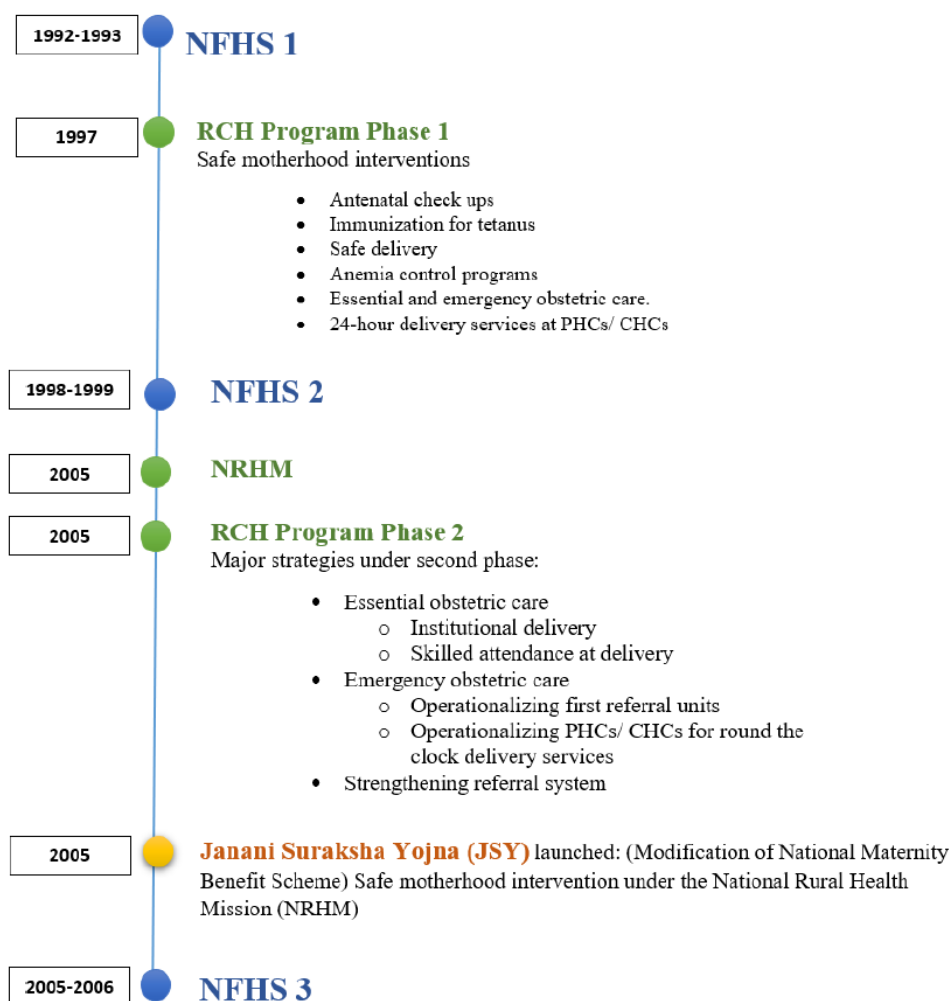 1992-1993
NFHS 1
1997
RCH Program Phase 1
Safe motherhood interventions
• Antenatal check ups
• Immunization for tetanus
• Safe delivery
• Anemia control programs
• Essential and emergency obstetric care.
• 24-hour delivery services at PHCs/ CHCs
1998-1999
NFHS 2
2005
NRHM
2005
RCH Program Phase 2
Major strategies under second phase:
• Essential obstetric care
o Institutional delivery
o Skilled attendance at delivery
• Emergency obstetric care
o Operationalizing first referral units
o Operationalizing PHCs/ CHCs for round the
clock delivery services
• Strengthening referral system
2005
Janani Suraksha Yojna (JSY) launched: (Modification of National Maternity
Benefit Scheme) Safe motherhood intervention under the National Rural Health
Mission (NRHM)
2005-2006
NFHS 3